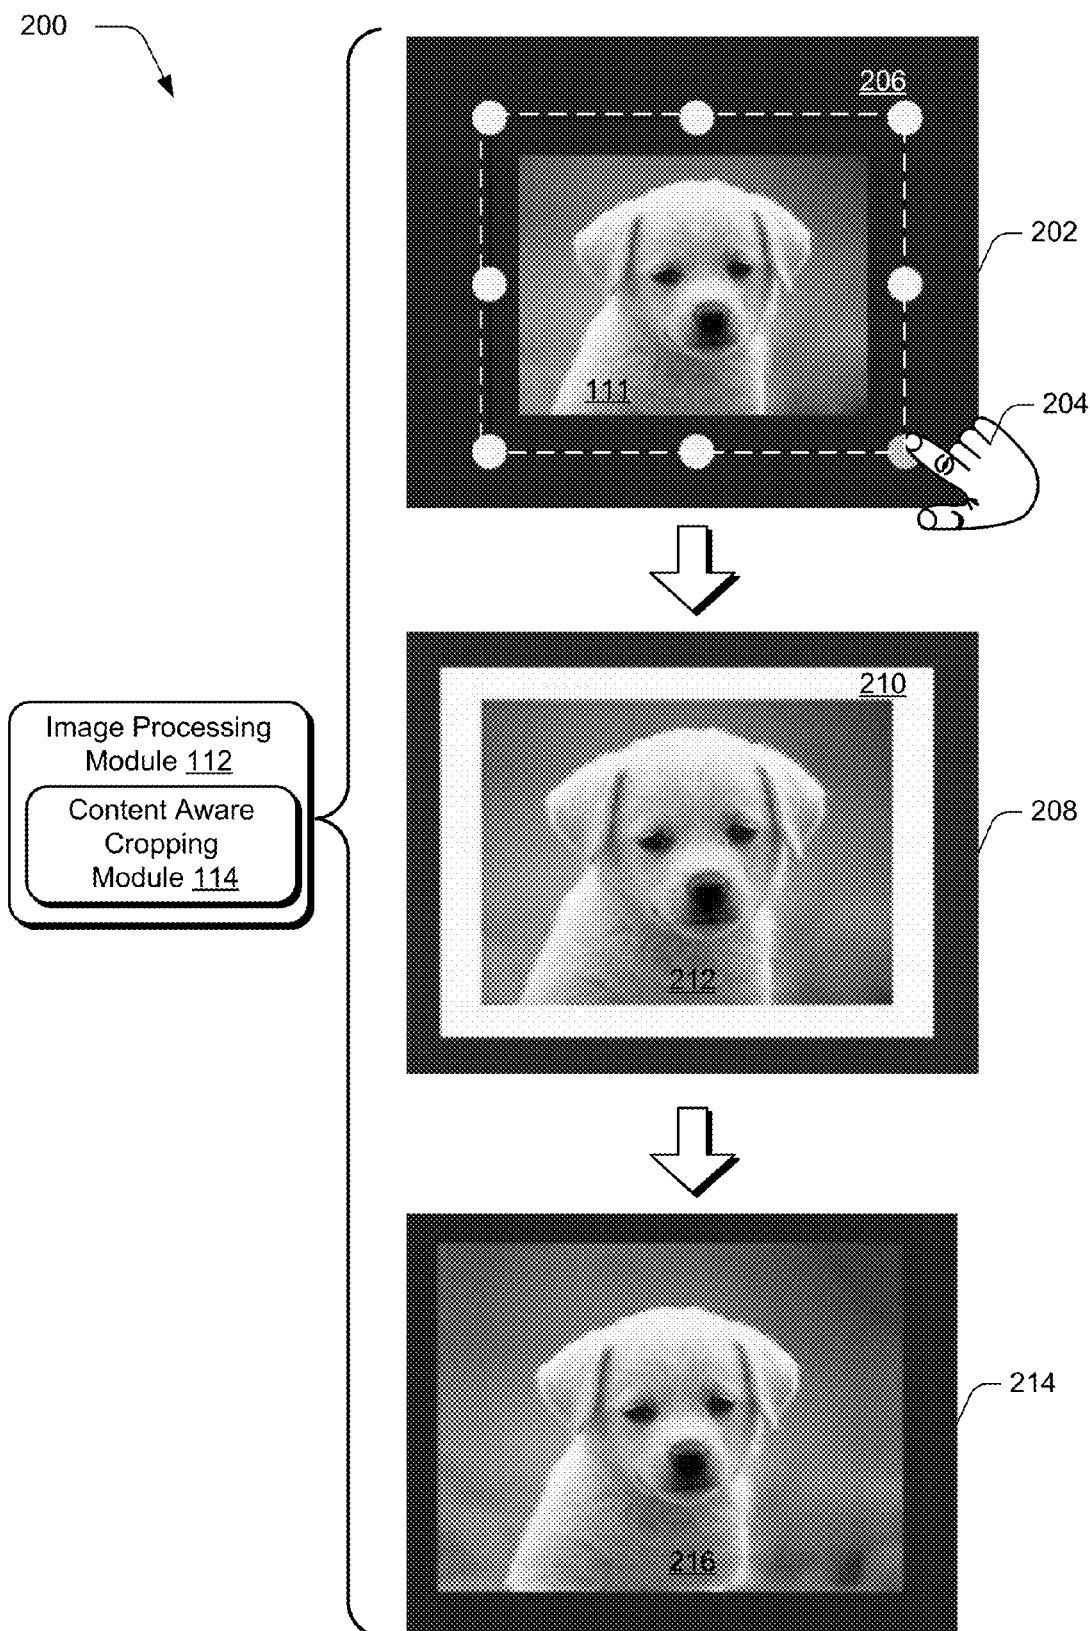 200
206
202
111
204
210
Image Processing
Module 112
Content Aware
Cropping
Module 114
208
212
214
216